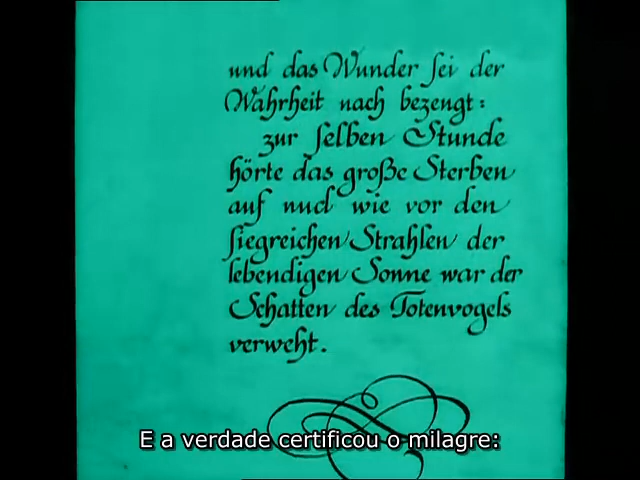 und das Wunder sei der
Wahrheit nach bezeugt:
zur selben Stunde
hörte das große Sterben
auf und wie vor den
siegreichen Strahlen der
lebendigen Sonne war der
Schatten des Totenvogels
verweht.
E a verdade certificou o milagre: